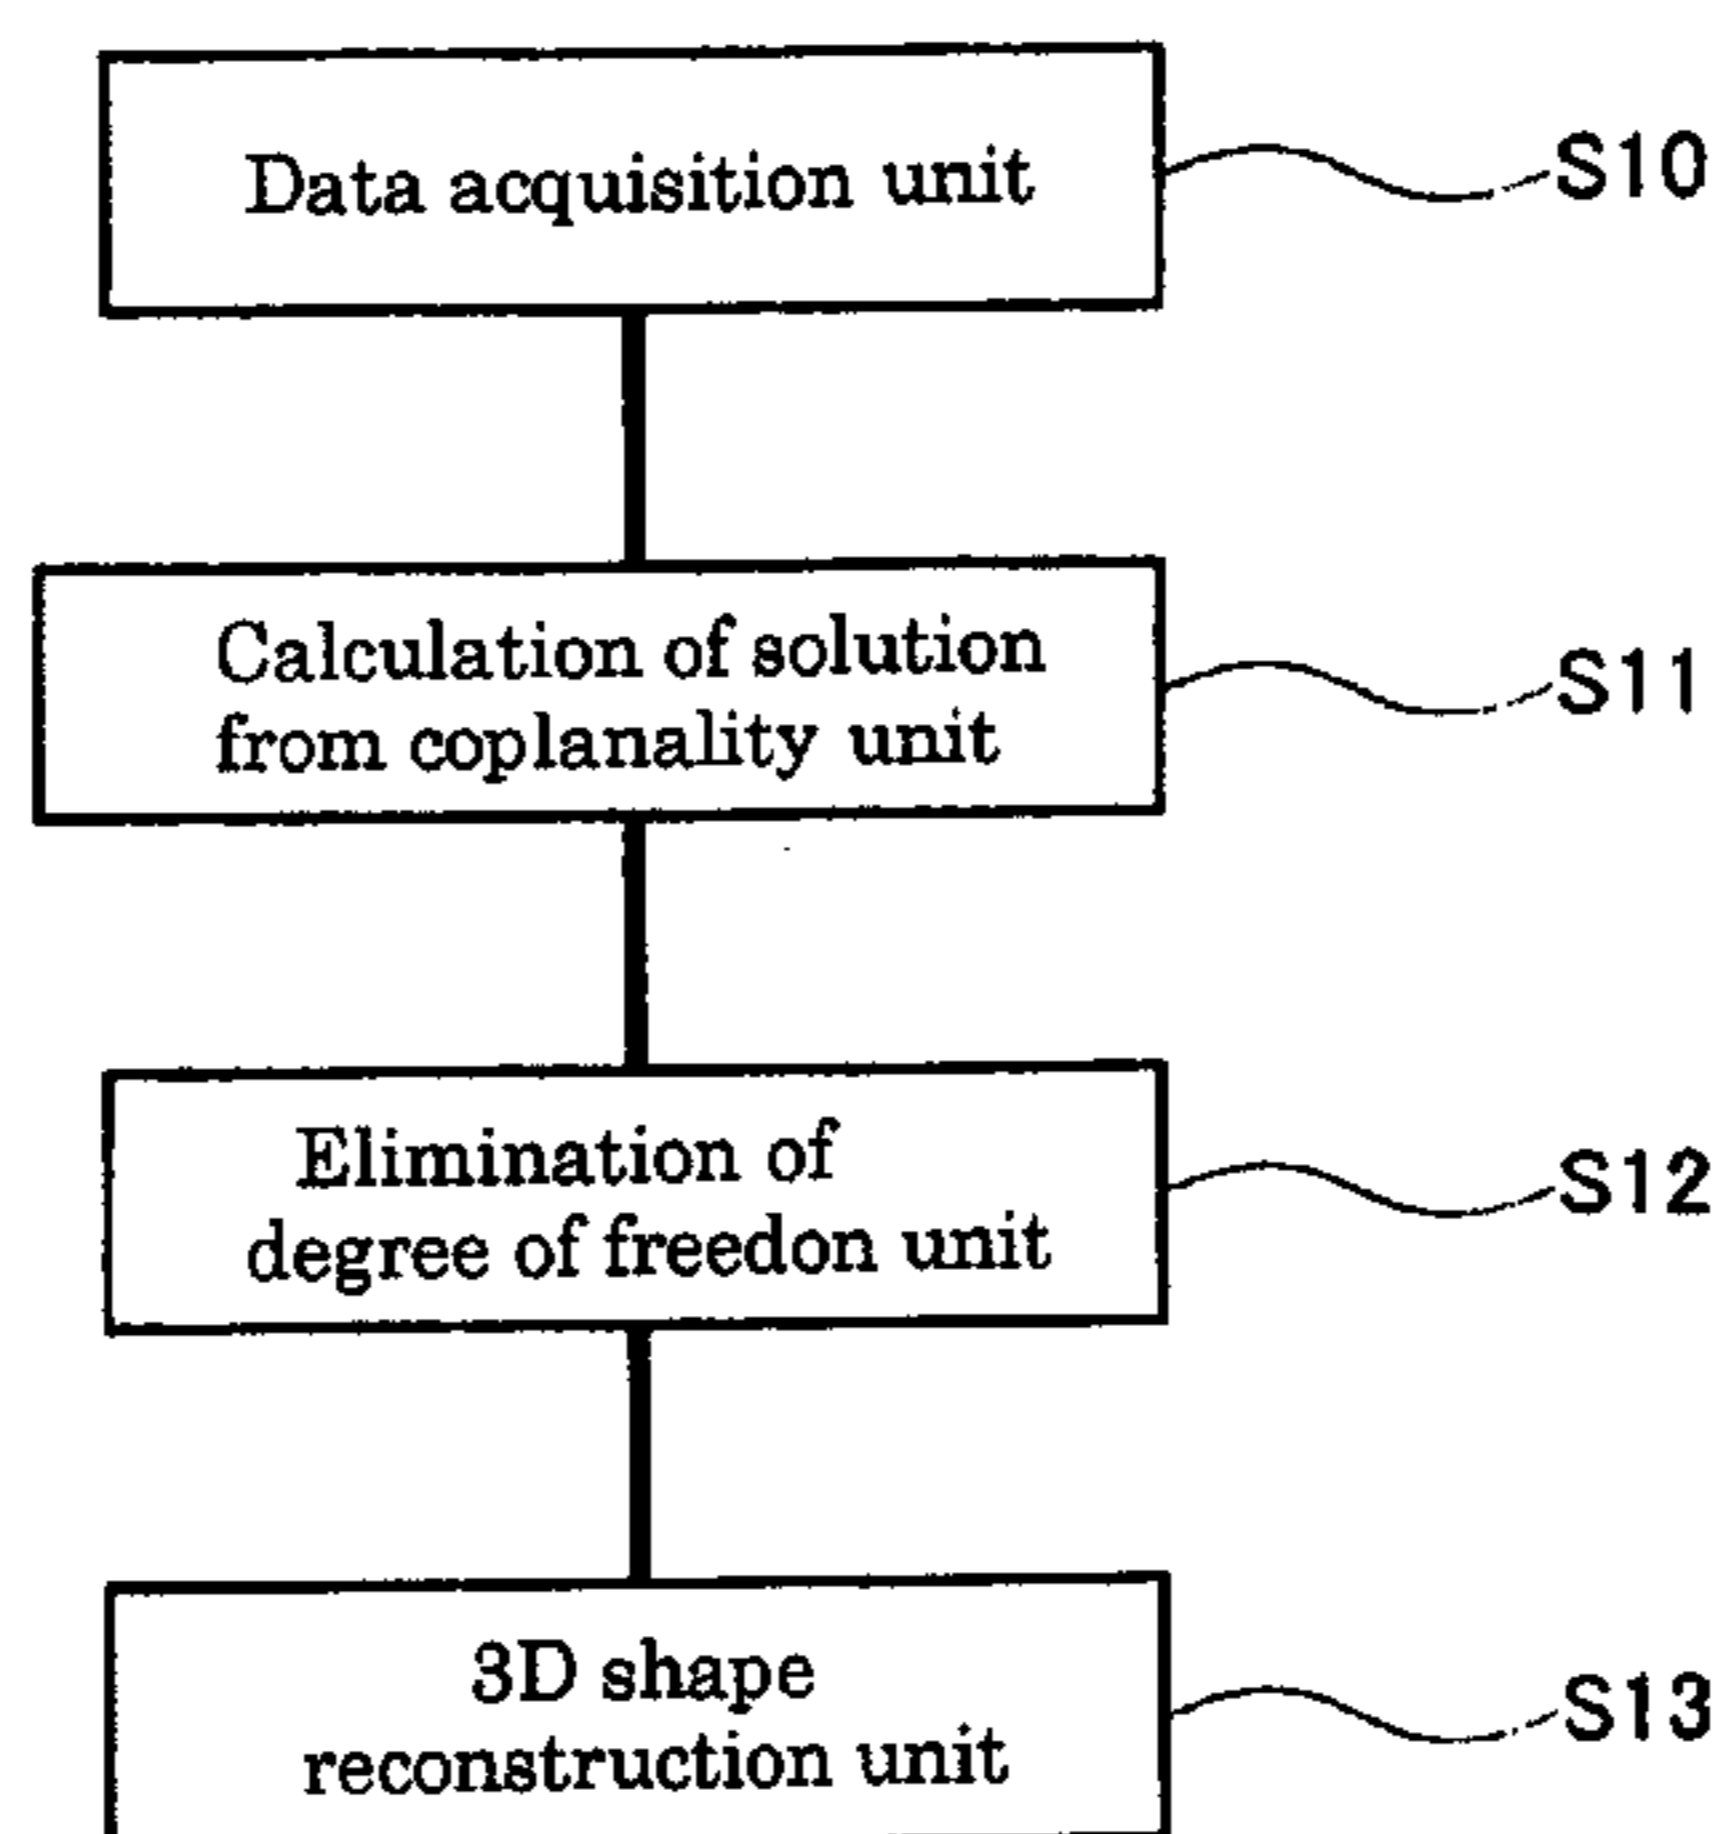 Data acquisition unit
S10
Calculation of solution
from coplanality unit
S11
Elimination of
degree of freedon unit
S12
3D shape
reconstruction unit
S13